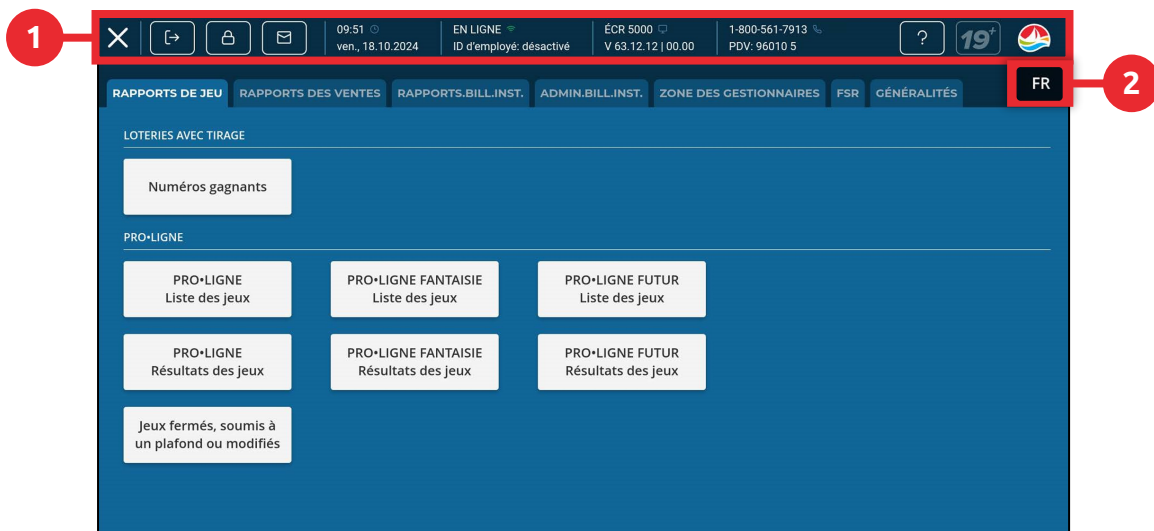 1
09:51
ven., 18.10.2024
EN LIGNE
ID d'employé: désactivé
ÉCR 5000
V 63.12.12 | 00.00
1-800-561-7913
PDV: 96010 5
?
19+
RAPPORTS DE JEU
RAPPORTS DES VENTES
RAPPORTS.BILL.INST.
ADMIN.BILL.INST.
ZONE DES GESTIONNAIRES
FSR
GÉNÉRALITÉS
FR
2
LOTERIES AVEC TIRAGE
Numéros gagnants
PRO•LIGNE
PRO•LIGNE
Liste des jeux
PRO•LIGNE FANTAISIE
Liste des jeux
PRO•LIGNE FUTUR
Liste des jeux
PRO•LIGNE
Résultats des jeux
PRO•LIGNE FANTAISIE
Résultats des jeux
PRO•LIGNE FUTUR
Résultats des jeux
Jeux fermés, soumis à
un plafond ou modifiés